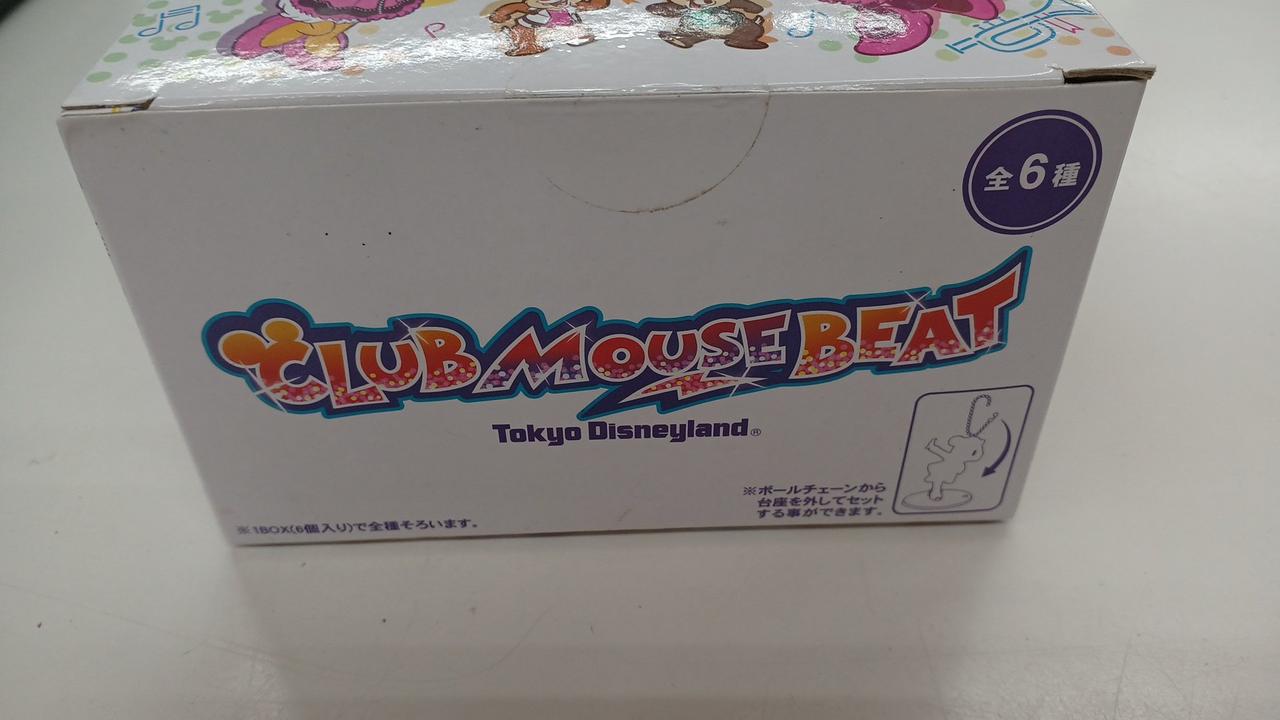 全6種
CLUB MOUSE BEAT
Tokyo Disneyland®
※ボールチェーンから
台座を外してセット
する事ができます。
※1BOX(6個入り)で全種そろいます。